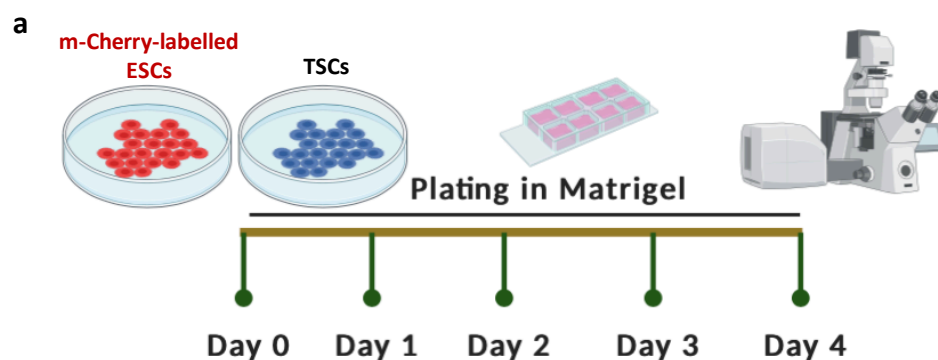 a
m-Cherry-labelled
ESCs
TSCs
Plating in Matrigel
Day 0 Day 1 Day 2 Day 3 Day 4